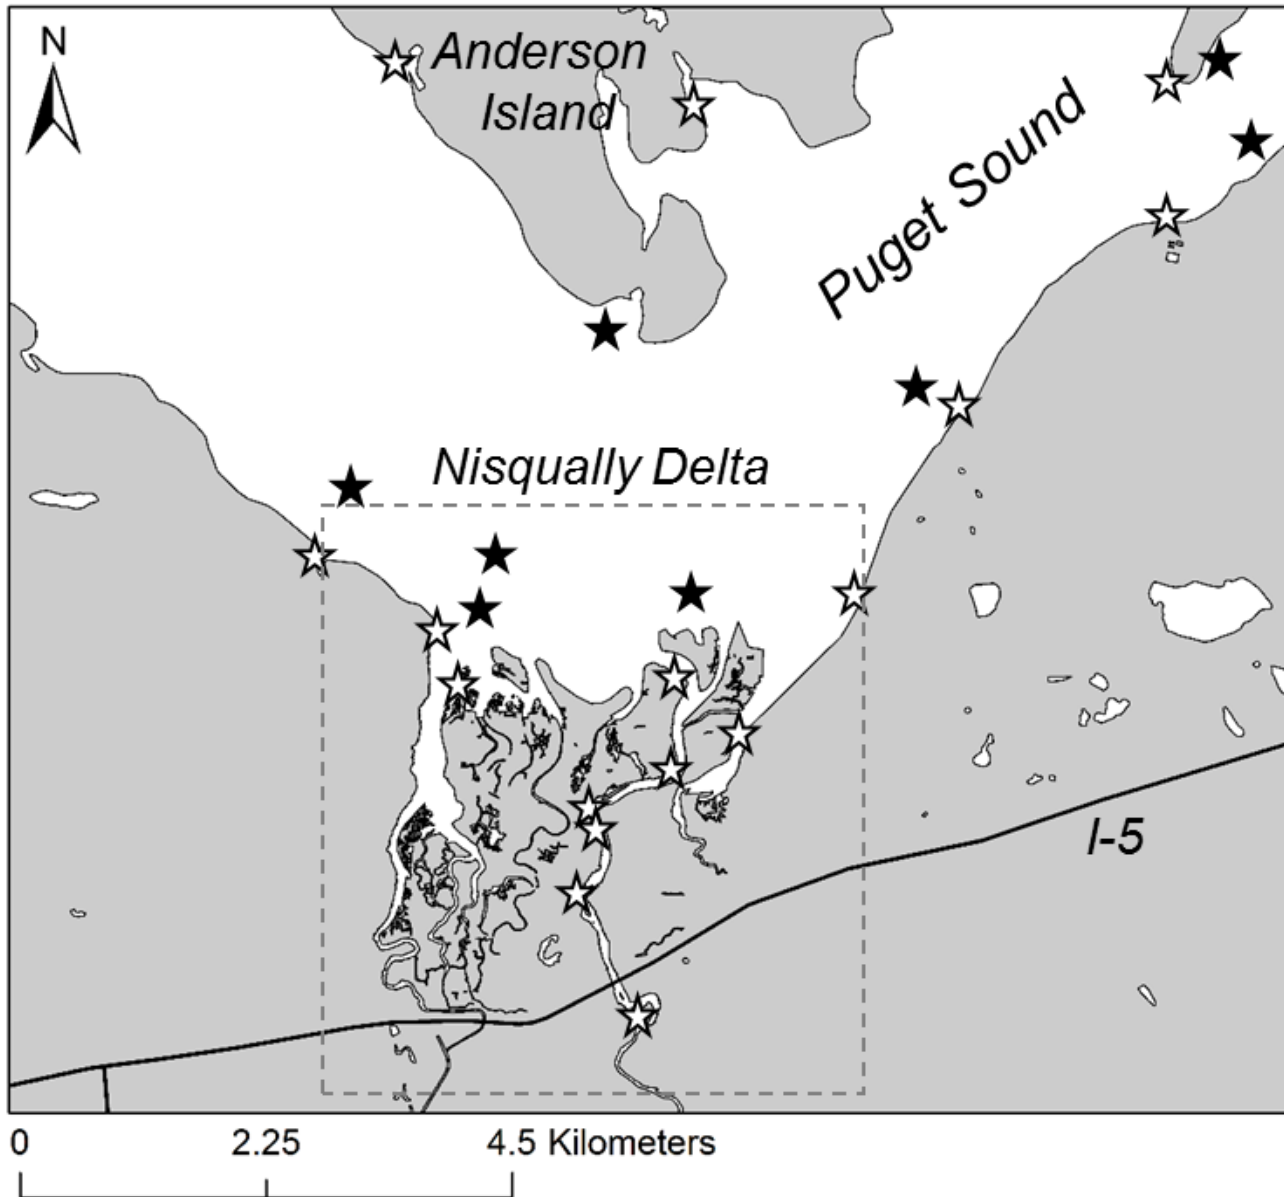 N
Anderson
Island
Puget Sound
Nisqually Delta
I-5
0 2.25 4.5 Kilometers